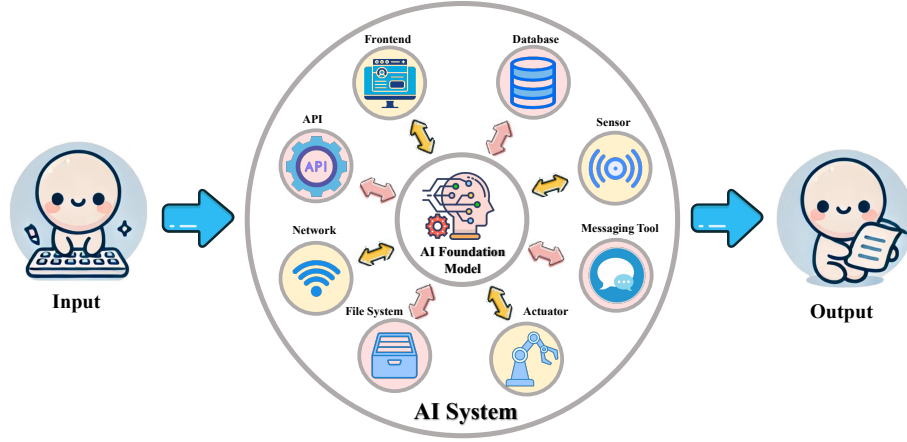 Frontend
Database
API
API
Sensor
Network
AI Foundation
Model
Messaging Tool
Input
Output
File System
Actuator
AI System